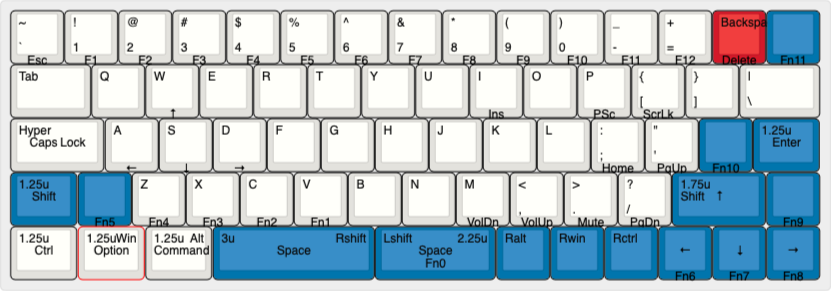 ~ ! @ # $ % ^ & * ( ) _ + Backspa
` 1 2 3 4 5 6 7 8 9 0 - =
Esc F1 F2 F3 F4 F5 F6 F7 F8 F9 F10 F11 F12 Delete Fn11
Tab Q W E R T Y U I O P { } |
[ ] \
↑ Ins PSc ScrLk
Hyper A S D F G H J K L : " 1.25u
Caps Lock Enter
; '
← ↓ → Home PgUp Fn10
1.25u Z X C V B N M < > ? 1.75u
Shift Shift ↑
, . /
Fn5 Fn4 Fn3 Fn2 Fn1 VolDn VolUp Mute PgDn Fn9
1.25u 1.25uWin 1.25u Alt 3u Rshift Lshift 2.25u Ralt Rwin Rctrl
Ctrl Option Command Space Space ← ↓ →
Fn0
Fn6 Fn7 Fn8